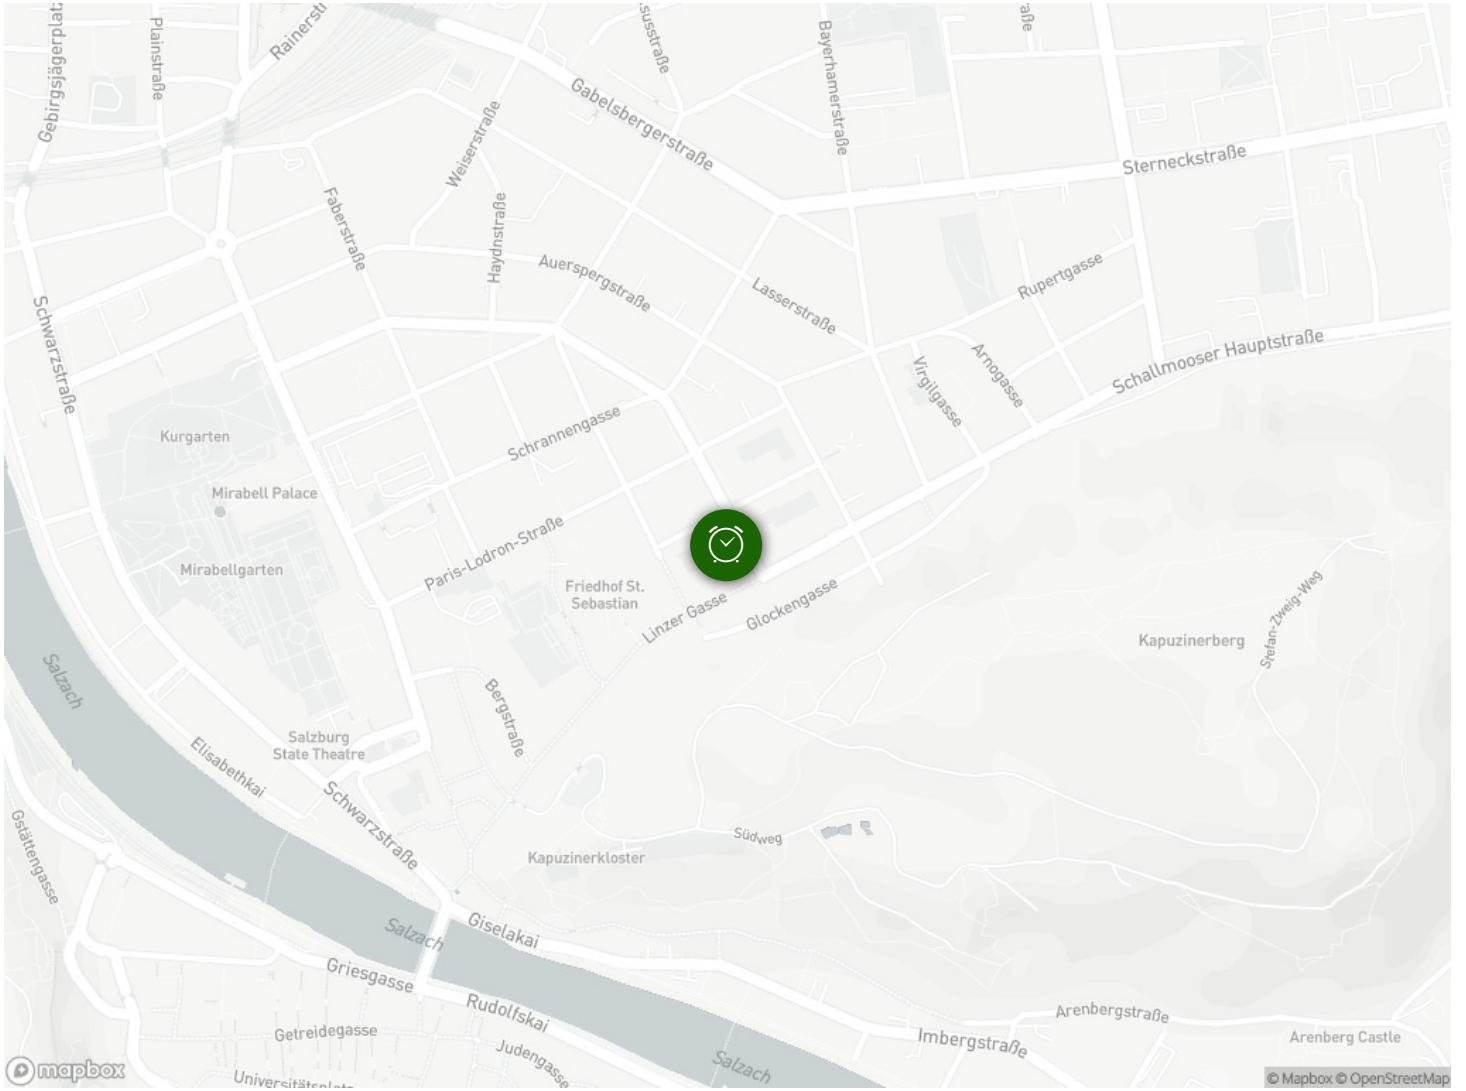 Gebirgsjägerplatz
Plainstraße
Rainerstr
Bayerhamerstraße
Gabelsbergerstraße
Weiserstraße
Sterneckstraße
Faberstraße
Haydnstraße
Auerspergstraße
Lasserstraße
Rupertgasse
Schwarzstraße
Arnogasse
Virgilgasse
Schallmooser Hauptstraße
Kurgarten
Schrannengasse
Mirabell Palace
Paris-Lodron-Straße
Mirabellgarten
Friedhof St.
Sebastian
Linzer Gasse
Glockengasse
Stefan-Zweig-Weg
Kapuzinerberg
Salzach
Bergstraße
Salzburg
State Theatre
Elisabethkai
Schwarzstraße
Südweg
Gstättengasse
Kapuzinerkloster
Salzach
Giselakai
Griesgasse
Rudolfskai
Getreidegasse
Judengasse
Imbergstraße
Arenbergstraße
Arenberg Castle
Salzach
Universitätsplatz
mapbox
© Mapbox © OpenStreetMap